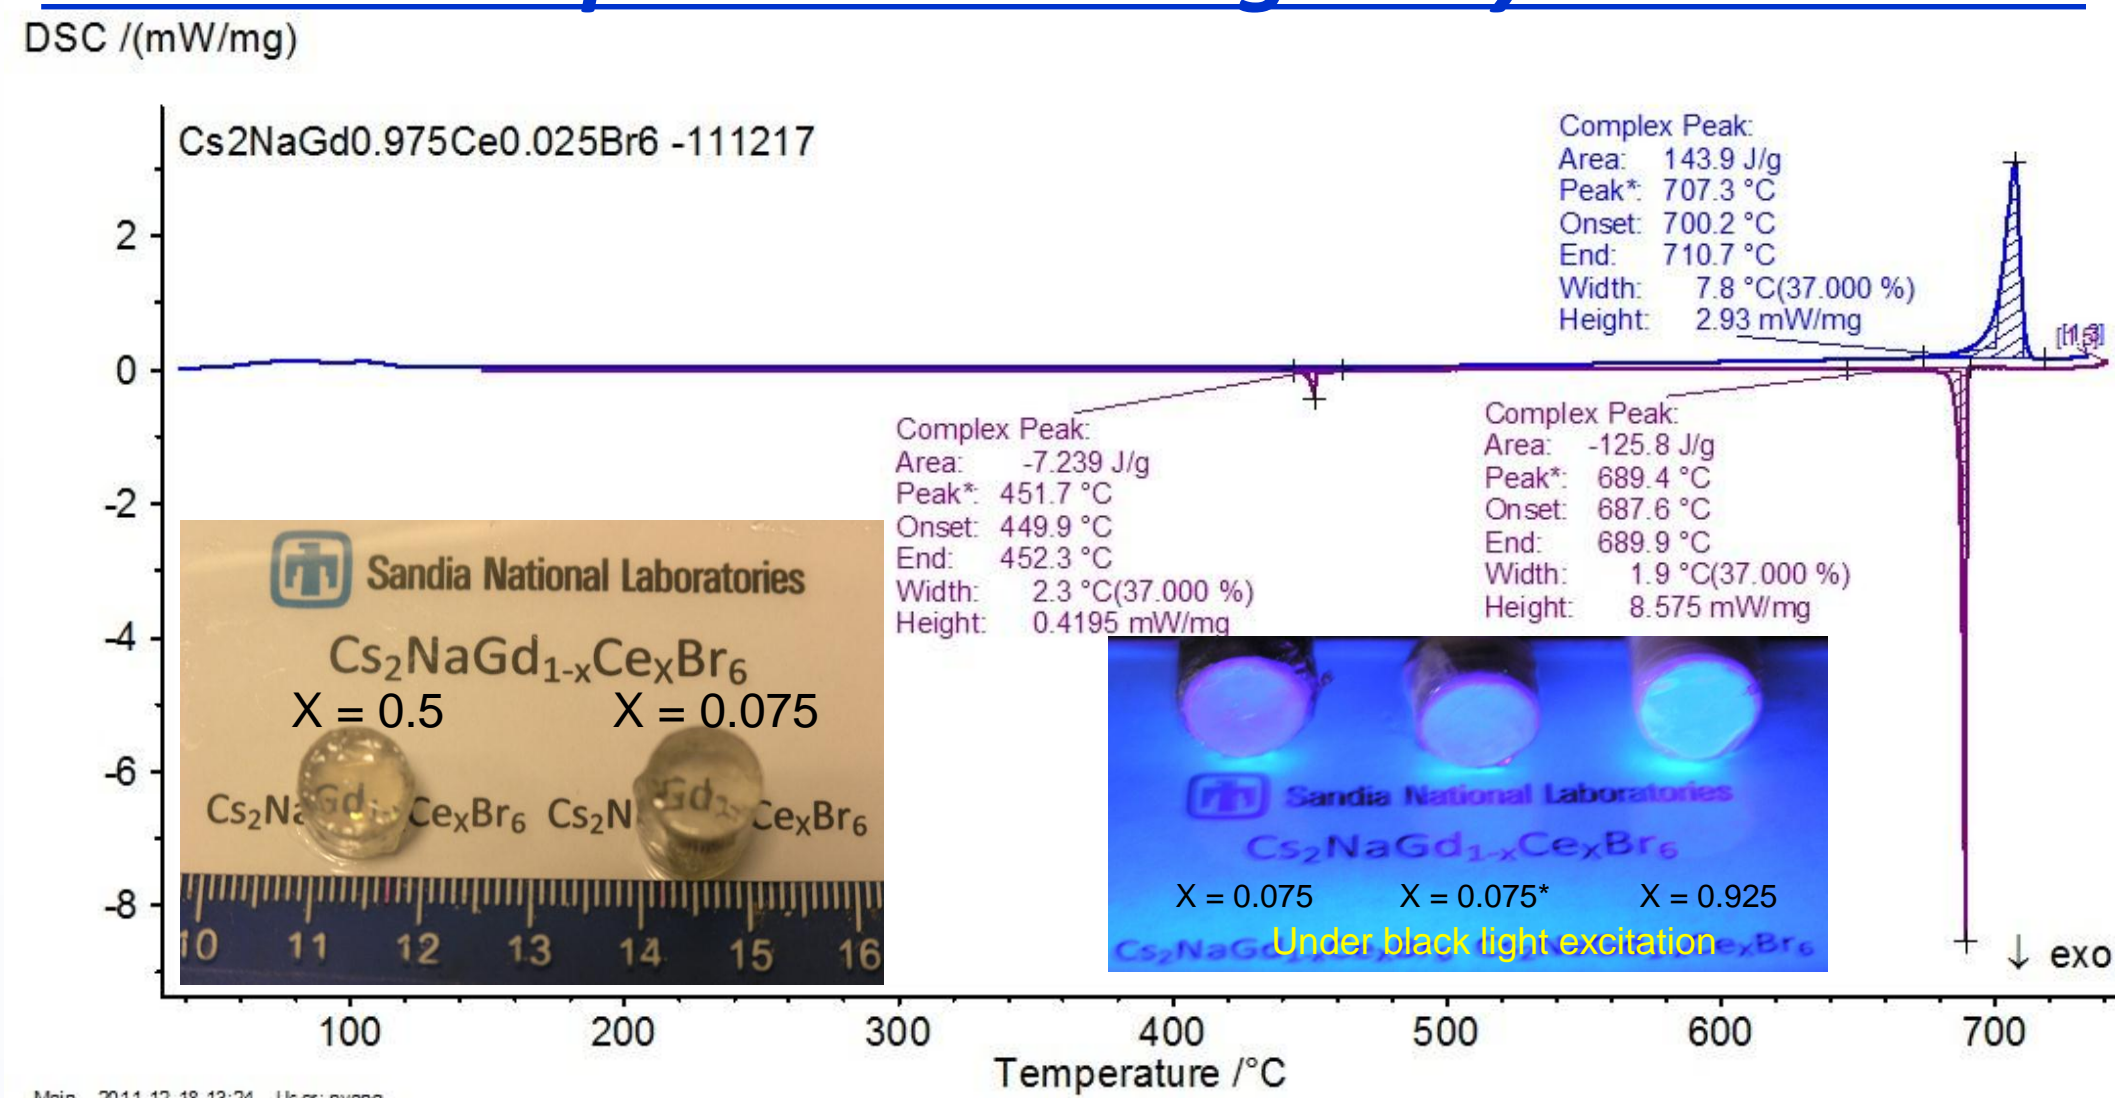 DSC /(mW/mg)
Cs2NaGd0.975Ce0.025Br6 -111217
Complex Peak:
Area: 143.9 J/g
Peak*: 707.3 °C
Onset: 700.2 °C
End: 710.7 °C
Width: 7.8 °C(37.000 %)
Height: 2.93 mW/mg
2
0
-2
-4
-6
-8
Complex Peak:
Area: -7.239 J/g
Peak*: 451.7 °C
Onset: 449.9 °C
End: 452.3 °C
Width: 2.3 °C(37.000 %)
Height: 0.4195 mW/mg
Complex Peak:
Area: -125.8 J/g
Peak*: 689.4 °C
Onset: 687.6 °C
End: 689.9 °C
Width: 1.9 °C(37.000 %)
Height: 8.575 mW/mg
Sandia National Laboratories
Cs₂NaGd₁₋ₓCeₓBr₆
X = 0.5 X = 0.075
Cs₂Na Gd CeₓBr₆ Cs₂N Gd CeₓBr₆
10 11 12 13 14 15 16
Sandia National Laboratories
Cs₂NaGd₁₋ₓCeₓBr₆
X = 0.075 X = 0.075* X = 0.925
Under black light excitation
↓ exo
100 200 300 400 500 600 700
Temperature /°C